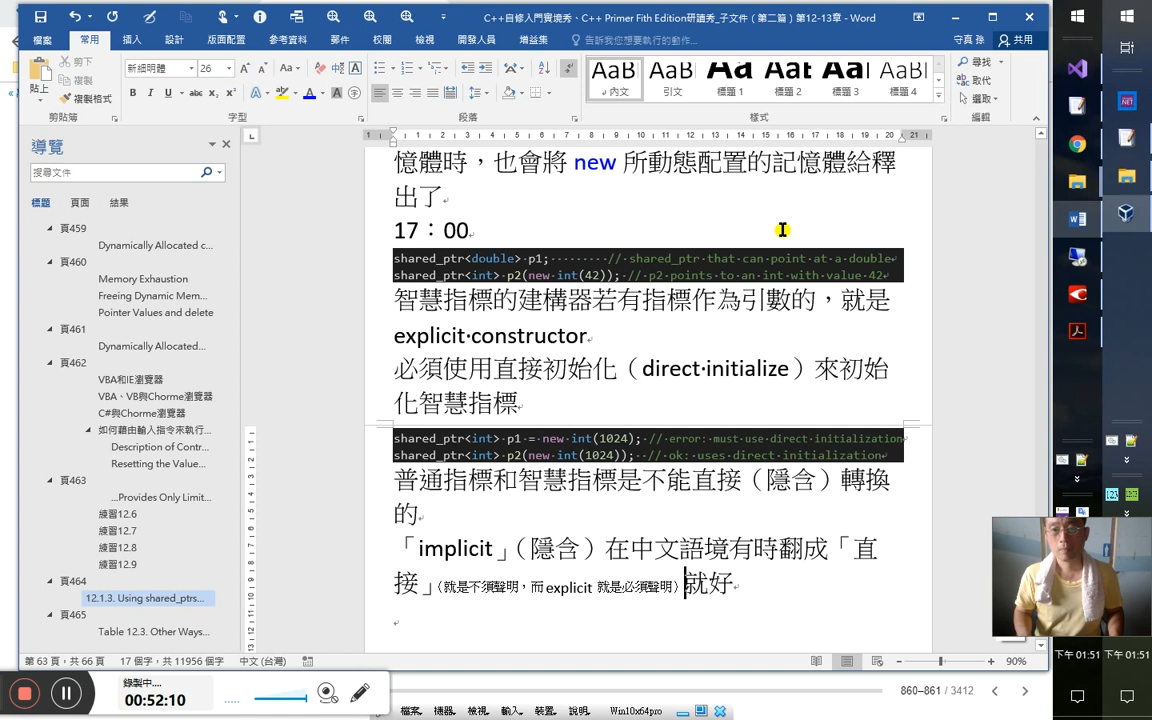 C++自修入門實境秀、C++ Primer Fith Edition研讀秀_子文件（第二篇）第12-13章 - Word
檔案 常用 插入 設計 版面配置 參考資料 郵件 校閱 檢視 開發人員 增益集 告訴我您想要執行的動作... 守真 孫 共用
貼上 剪下 複製 複製格式
新細明體 26
AaB AaB Aa Aat Aal AaBl
內文 引文 標題 1 標題 2 標題 3 標題 4
尋找 取代 選取
剪貼簿 字型 段落 樣式 編輯
導覽
搜尋文件
標題 頁面 結果
頁459
Dynamically Allocated c...
頁460
Memory Exhaustion
Freeing Dynamic Mem...
Pointer Values and delete
頁461
Dynamically Allocated...
頁462
VBA和IE瀏覽器
VBA、VB與Chorme瀏覽器
C#與Chorme瀏覽器
如何藉由輸入指令來執行...
Description of Contr...
Resetting the Value...
頁463
...Provides Only Limit...
練習12.6
練習12.7
練習12.8
練習12.9
頁464
12.1.3. Using shared_ptrs...
頁465
Table 12.3. Other Ways...
憶體時，也會將 new 所動態配置的記憶體給釋
出了
17：00
shared_ptr<double> p1; // shared_ptr that can point at a double
shared_ptr<int> p2(new int(42)); // p2 points to an int with value 42
智慧指標的建構器若有指標作為引數的，就是
explicit constructor
必須使用直接初始化（direct initialize）來初始
化智慧指標
shared_ptr<int> p1 = new int(1024); // error: must use direct initialization
shared_ptr<int> p2(new int(1024)); // ok: uses direct initialization
普通指標和智慧指標是不能直接（隱含）轉換
的
「implicit」（隱含）在中文語境有時翻成「直
接」（就是不須聲明，而 explicit 就是必須聲明）就好
第 63 頁，共 66 頁 17 個字，共 11956 個字 中文 (台灣) 90%
錄製中....
00:52:10
860–861 / 3412
檔案 機器 檢視 輸入 裝置 說明 Win10x64pro
下午 01:51 下午 01:51